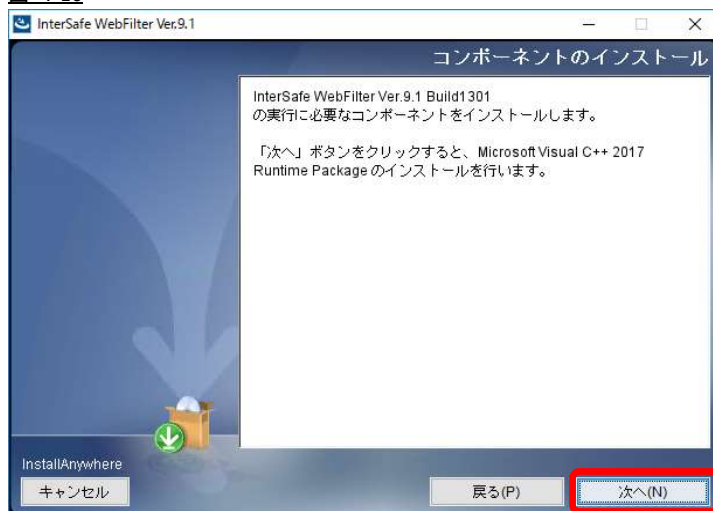 InterSafe WebFilter Ver.9.1
コンポーネントのインストール
InterSafe WebFilter Ver.9.1 Build1301
の実行に必要なコンポーネントをインストールします。
「次へ」ボタンをクリックすると、Microsoft Visual C++ 2017
Runtime Package のインストールを行います。
InstallAnywhere
キャンセル
戻る(P)
次へ(N)